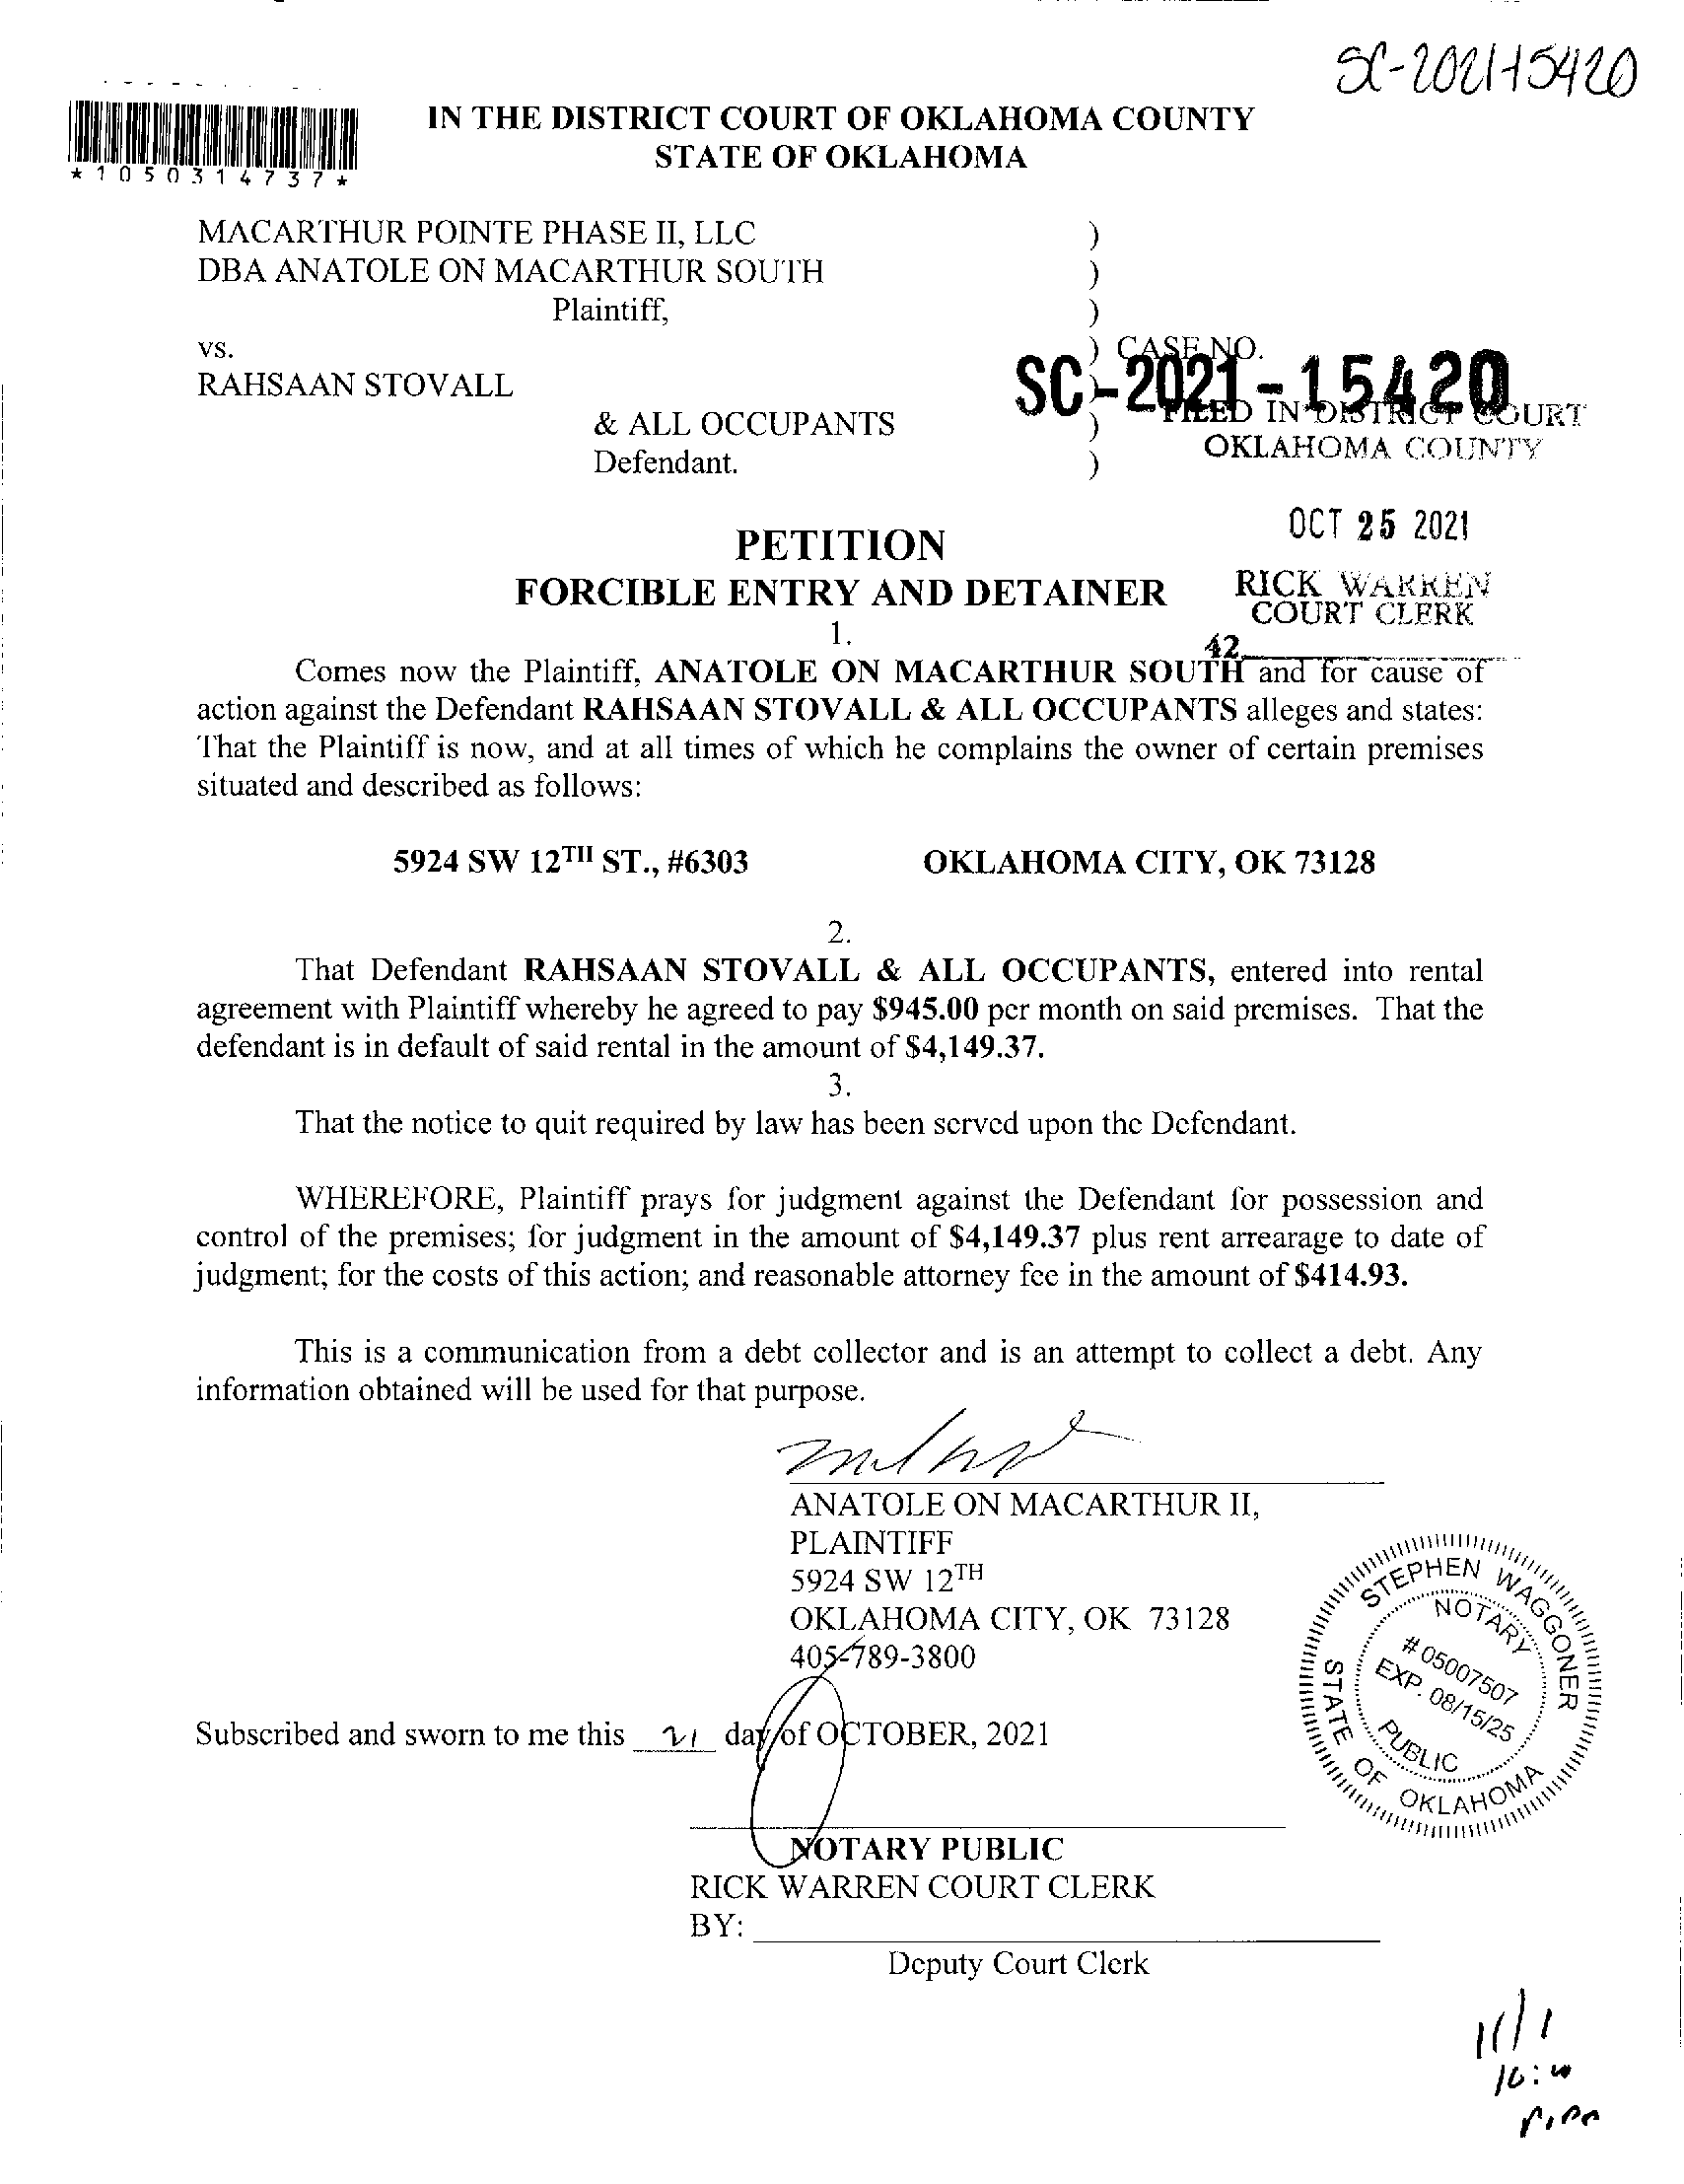 SC-2021-15420
*1050314737*
IN THE DISTRICT COURT OF OKLAHOMA COUNTY
STATE OF OKLAHOMA
MACARTHUR POINTE PHASE II, LLC )
DBA ANATOLE ON MACARTHUR SOUTH )
Plaintiff, )
vs. ) CASE NO.
SC-2021-15420
RAHSAAN STOVALL
FILED IN DISTRICT COURT
& ALL OCCUPANTS )
OKLAHOMA COUNTY
Defendant. )
OCT 25 2021
PETITION
RICK WARREN
FORCIBLE ENTRY AND DETAINER
COURT CLERK
1.
42
Comes now the Plaintiff, ANATOLE ON MACARTHUR SOUTH and for cause of
action against the Defendant RAHSAAN STOVALL & ALL OCCUPANTS alleges and states:
That the Plaintiff is now, and at all times of which he complains the owner of certain premises
situated and described as follows:
5924 SW 12TH ST., #6303 OKLAHOMA CITY, OK 73128
2.
That Defendant RAHSAAN STOVALL & ALL OCCUPANTS, entered into rental
agreement with Plaintiff whereby he agreed to pay $945.00 per month on said premises. That the
defendant is in default of said rental in the amount of $4,149.37.
3.
That the notice to quit required by law has been served upon the Defendant.
WHEREFORE, Plaintiff prays for judgment against the Defendant for possession and
control of the premises; for judgment in the amount of $4,149.37 plus rent arrearage to date of
judgment; for the costs of this action; and reasonable attorney fee in the amount of $414.93.
This is a communication from a debt collector and is an attempt to collect a debt. Any
information obtained will be used for that purpose.
ANATOLE ON MACARTHUR II,
PLAINTIFF
5924 SW 12TH
OKLAHOMA CITY, OK 73128
405-789-3800
STEPHEN WAGGONER
NOTARY
# 05007507
EXP. 08/15/25
PUBLIC
STATE OF OKLAHOMA
Subscribed and sworn to me this 21 day of OCTOBER, 2021
NOTARY PUBLIC
RICK WARREN COURT CLERK
BY:
Deputy Court Clerk
11/1